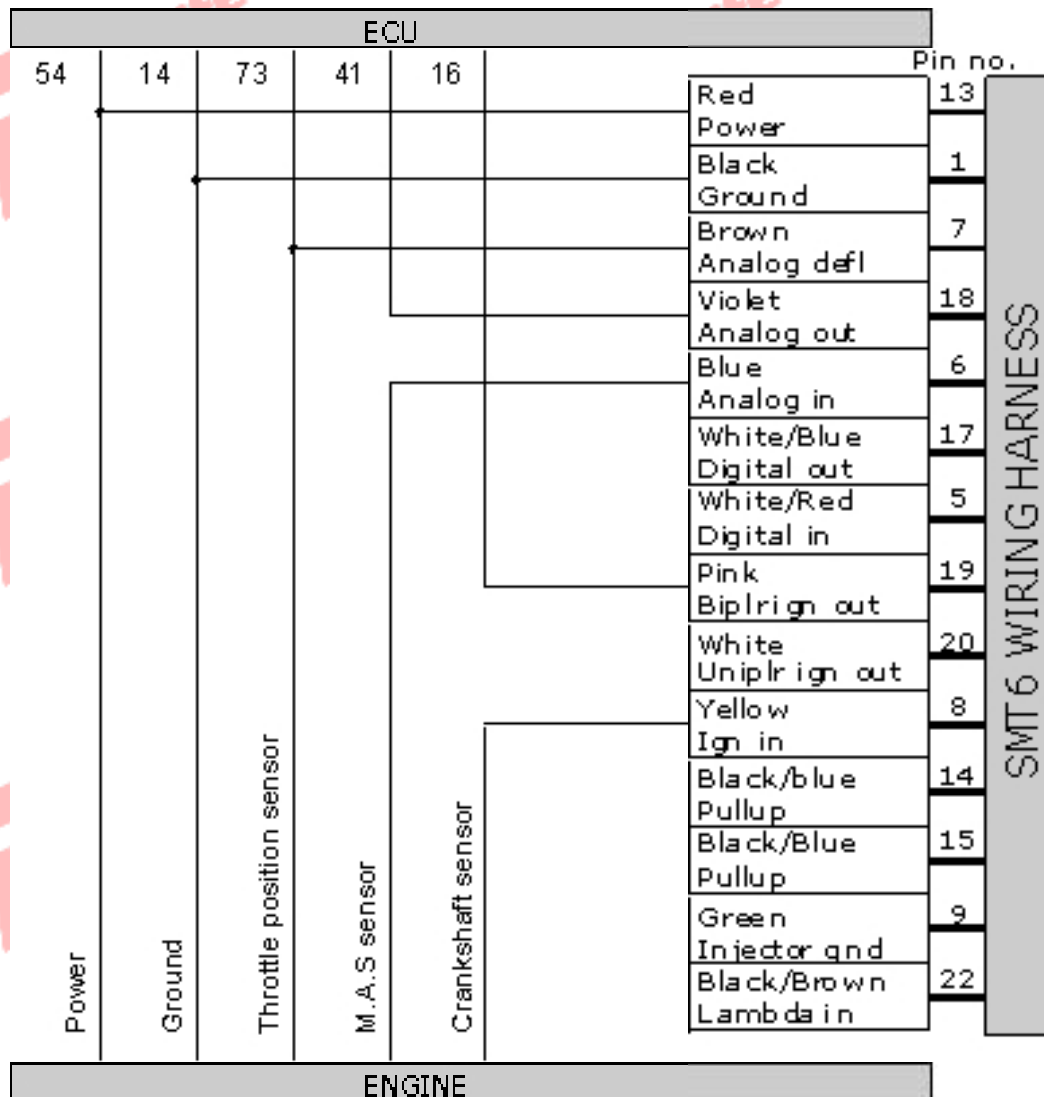 ECU
54 14 73 41 16
Pin no.
Red 13
Power
Black 1
Ground
Brown 7
Analog defl
Violet 18
Analog out
Blue 6
Analog in
White/Blue 17
Digital out
White/Red 5
Digital in
Pink 19
Biplrign out
White 20
Uniplr ign out
Yellow 8
Ign in
Black/blue 14
Pullup
Black/Blue 15
Pullup
Green 9
Injector gnd
Black/Brown 22
Lambda in
SMT6 WIRING HARNESS
Power
Ground
Throttle position sensor
M.A.S sensor
Crankshaft sensor
ENGINE